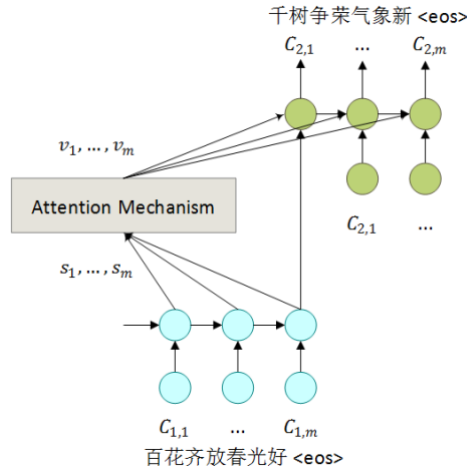 千树争荣气象新 <eos>
C2,1 ... C2,m
v1, ... , vm
Attention Mechanism
C2,1 ...
s1, ... , sm
C1,1 ... C1,m
百花齐放春光好 <eos>